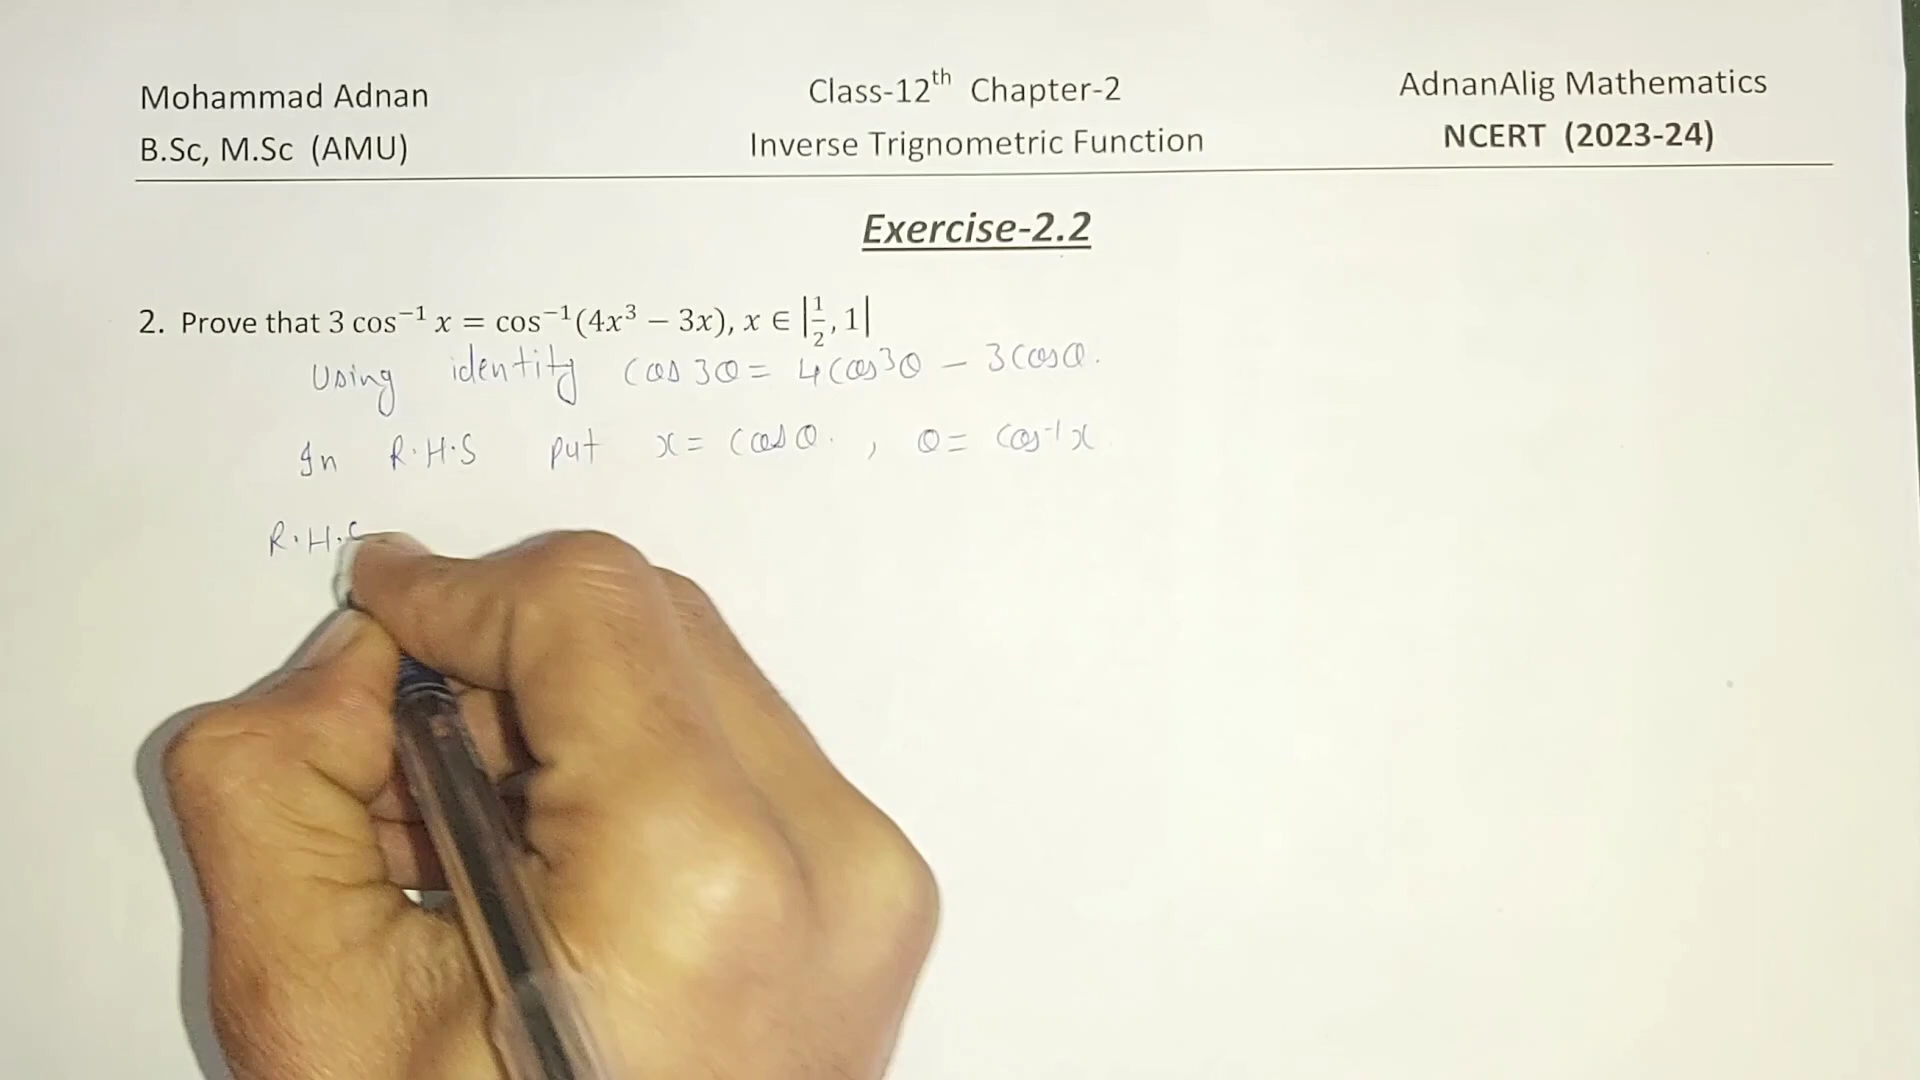 Mohammad Adnan
B.Sc, M.Sc (AMU)
Class-12th Chapter-2
Inverse Trignometric Function
AdnanAlig Mathematics
NCERT (2023-24)
Exercise-2.2
2. Prove that 3 cos⁻¹ x = cos⁻¹(4x³ − 3x), x ∈ |1/2, 1|
Using identity cos 3θ = 4cos³θ − 3cosθ.
In R.H.S put x = cosθ. , θ = cos⁻¹x
R.H.S